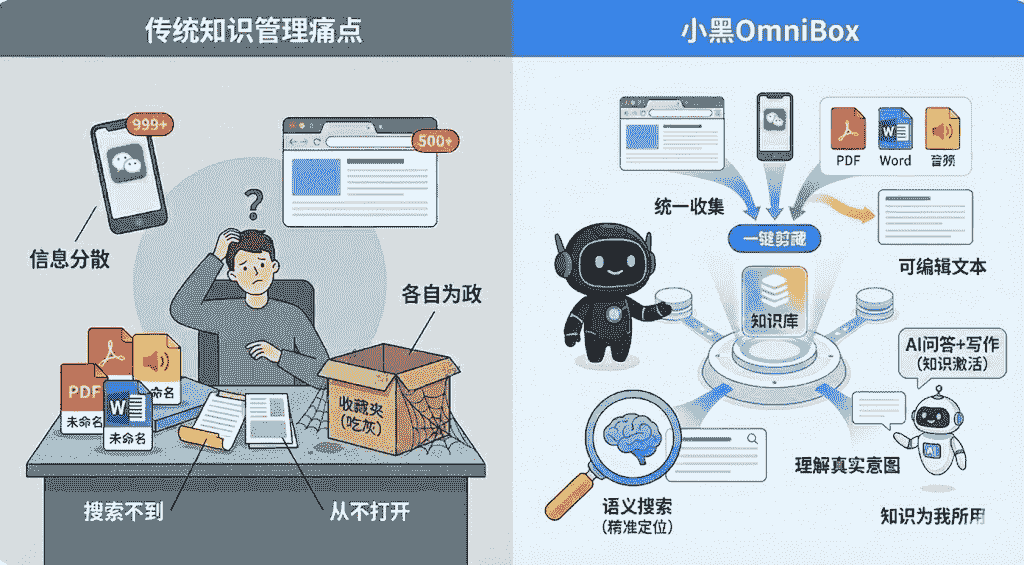 传统知识管理痛点
999+
500+
?
信息分散
各自为政
PDF
未命名
W
未命名
命名
收藏夹
(吃灰)
搜索不到
从不打开
小黑OmniBox
PDF
W
Word
音频
统一收集
一键剪藏
可编辑文本
知识库
AI问答+写作
(知识激活)
AI
理解真实意图
语义搜索
(精准定位)
知识为我所用